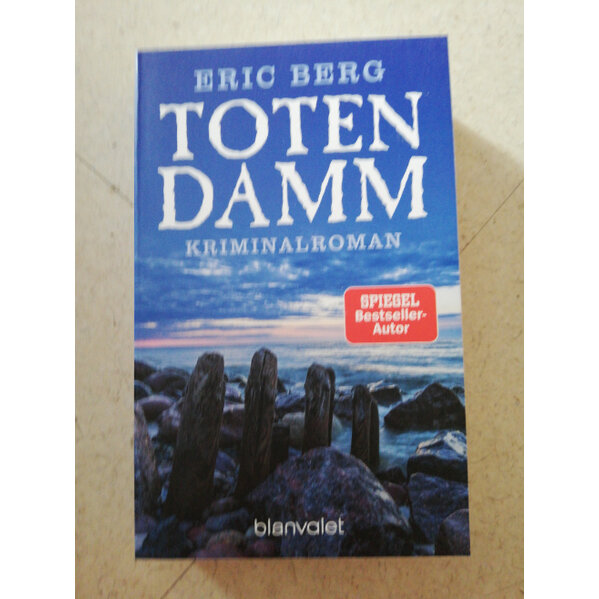 ERIC BERG
TOTEN
DAMM
KRIMINALROMAN
SPIEGEL
Bestseller-
Autor
blanvalet